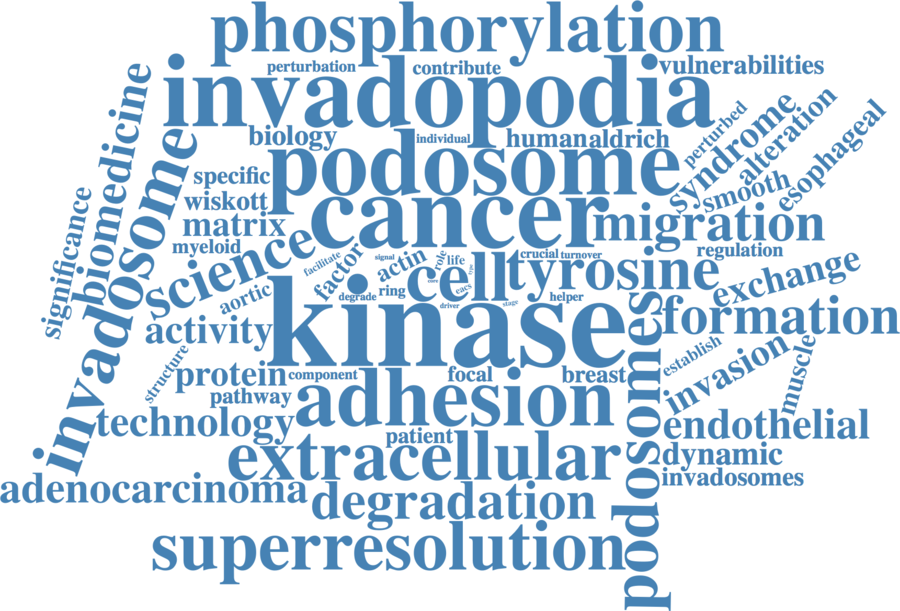 phosphorylation
perturbation
contribute
vulnerabilities
invadopodia
biology
individual
humanaldrich
perturbed
syndrome
alteration
esophageal
biomedicine
invadosome
significance
podosome
specific
wiskott
matrix
myeloid
smooth
cancer
migration
regulation
science
facilitate
factor
signal
actin
role
life
crucial
turnover
cell
tyrosine
exchange
aortic
degrade
ring
core
eacs
type
driver
stage
helper
activity
kinase
formation
structure
protein
component
focal
breast
establish
invasion
muscle
pathway
adhesion
podosomes
technology
patient
endothelial
extracellular
dynamic
invadosomes
adenocarcinoma
degradation
superresolution